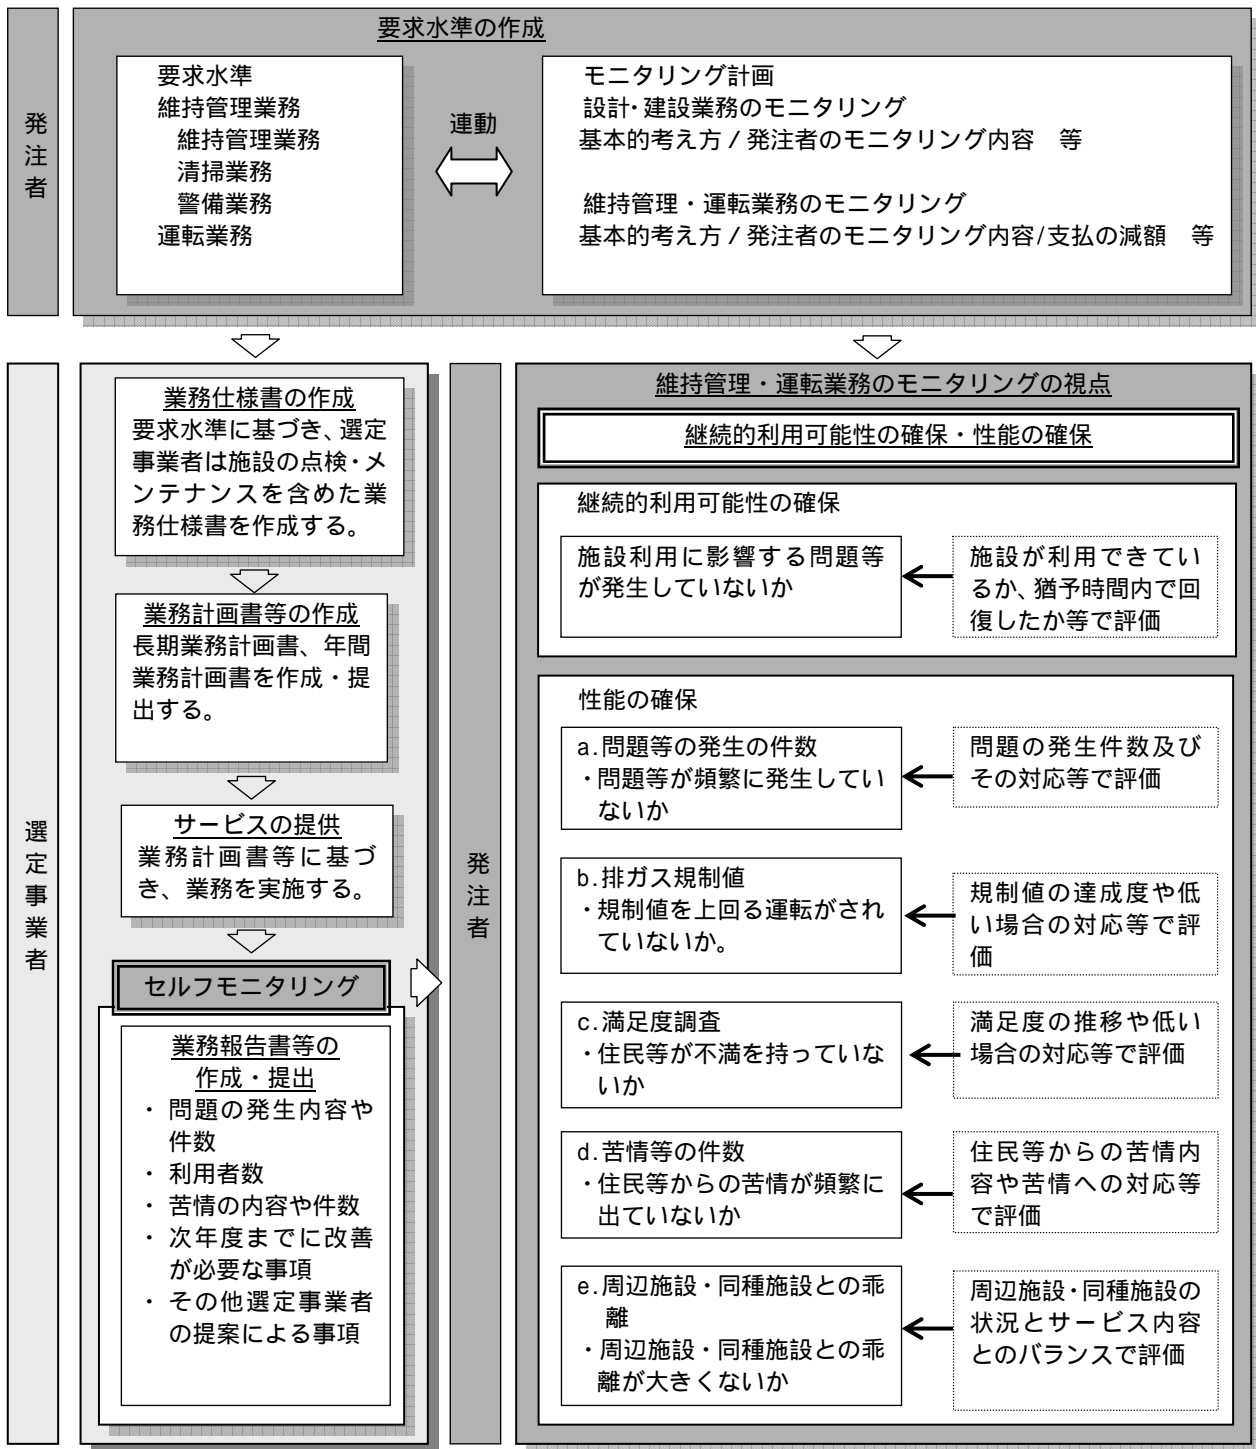 要求水準の作成
発注者
要求水準
維持管理業務
維持管理業務
清掃業務
警備業務
運転業務
連動
モニタリング計画
設計・建設業務のモニタリング
基本的考え方 / 発注者のモニタリング内容　等
維持管理・運転業務のモニタリング
基本的考え方 / 発注者のモニタリング内容/支払の減額　等
選定事業者
業務仕様書の作成
要求水準に基づき、選定
事業者は施設の点検・メ
ンテナンスを含めた業
務仕様書を作成する。
業務計画書等の作成
長期業務計画書、年間
業務計画書を作成・提
出する。
サービスの提供
業務計画書等に基づ
き、業務を実施する。
セルフモニタリング
業務報告書等の
作成・提出
・ 問題の発生内容や
件数
・ 利用者数
・ 苦情の内容や件数
・ 次年度までに改善
が必要な事項
・ その他選定事業者
の提案による事項
発注者
維持管理・運転業務のモニタリングの視点
継続的利用可能性の確保・性能の確保
継続的利用可能性の確保
施設利用に影響する問題等
が発生していないか
施設が利用できてい
るか、猶予時間内で回
復したか等で評価
性能の確保
a.問題等の発生の件数
・問題等が頻繁に発生してい
ないか
問題の発生件数及び
その対応等で評価
b.排ガス規制値
・規制値を上回る運転がされ
ていないか。
規制値の達成度や低
い場合の対応等で評
価
c.満足度調査
・住民等が不満を持っていな
いか
満足度の推移や低い
場合の対応等で評価
d.苦情等の件数
・住民等からの苦情が頻繁に
出ていないか
住民等からの苦情内
容や苦情への対応等
で評価
e.周辺施設・同種施設との乖
離
・周辺施設・同種施設との乖
離が大きくないか
周辺施設・同種施設の
状況とサービス内容
とのバランスで評価